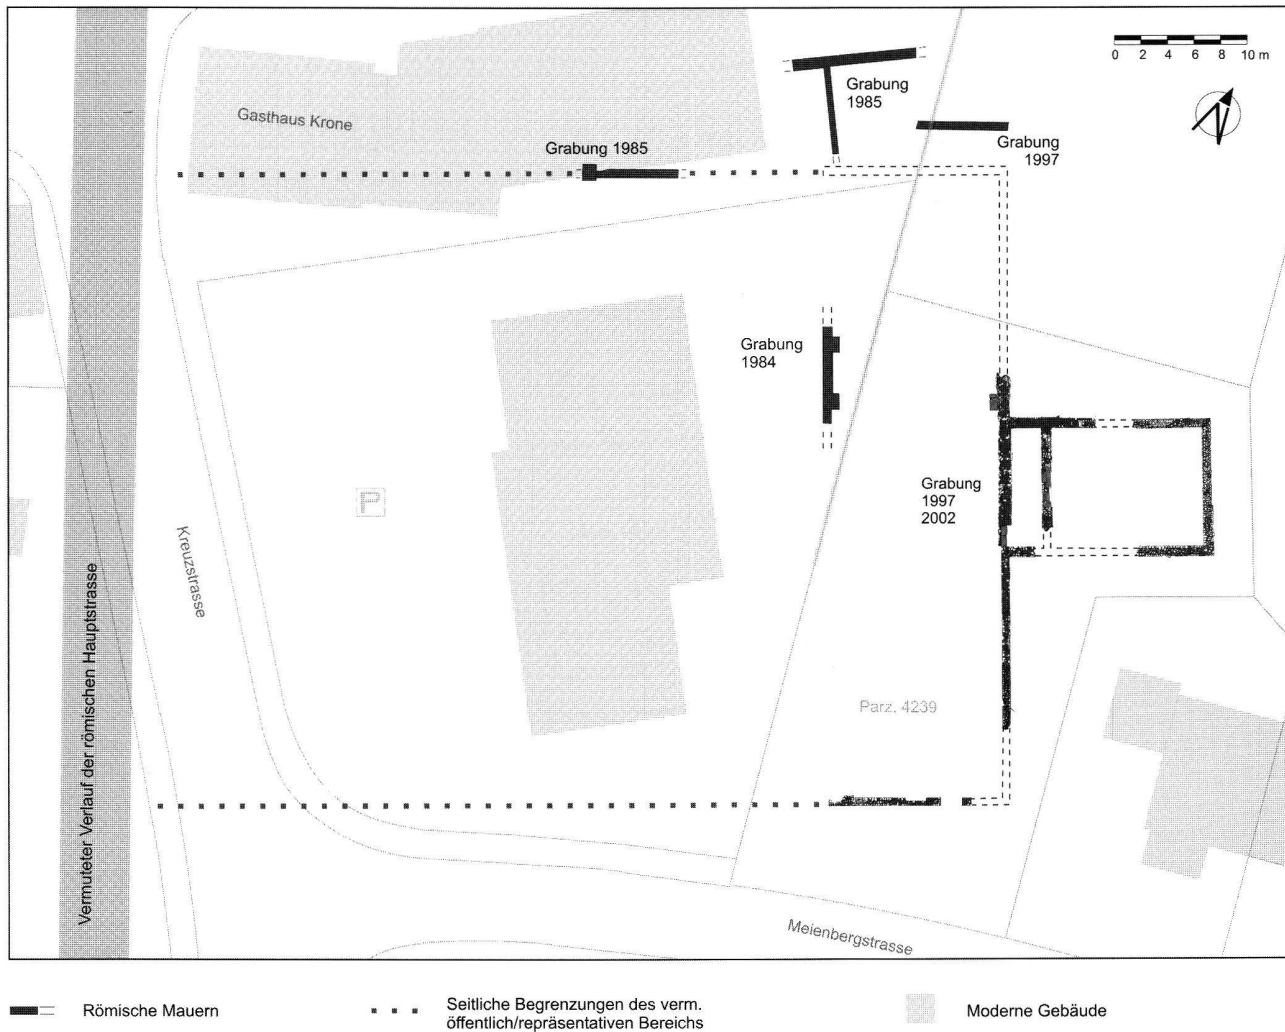 0 2 4 6 8 10 m
Grabung
1985
Gasthaus Krone
Grabung 1985
Grabung
1997
Grabung
1984
Grabung
1997
2002
P
Kreuzstrasse
Vermuteter Verlauf der römischen Hauptstrasse
Parz. 4239
Meienbergstrasse
Römische Mauern
Seitliche Begrenzungen des verm.
öffentlich/repräsentativen Bereichs
Moderne Gebäude